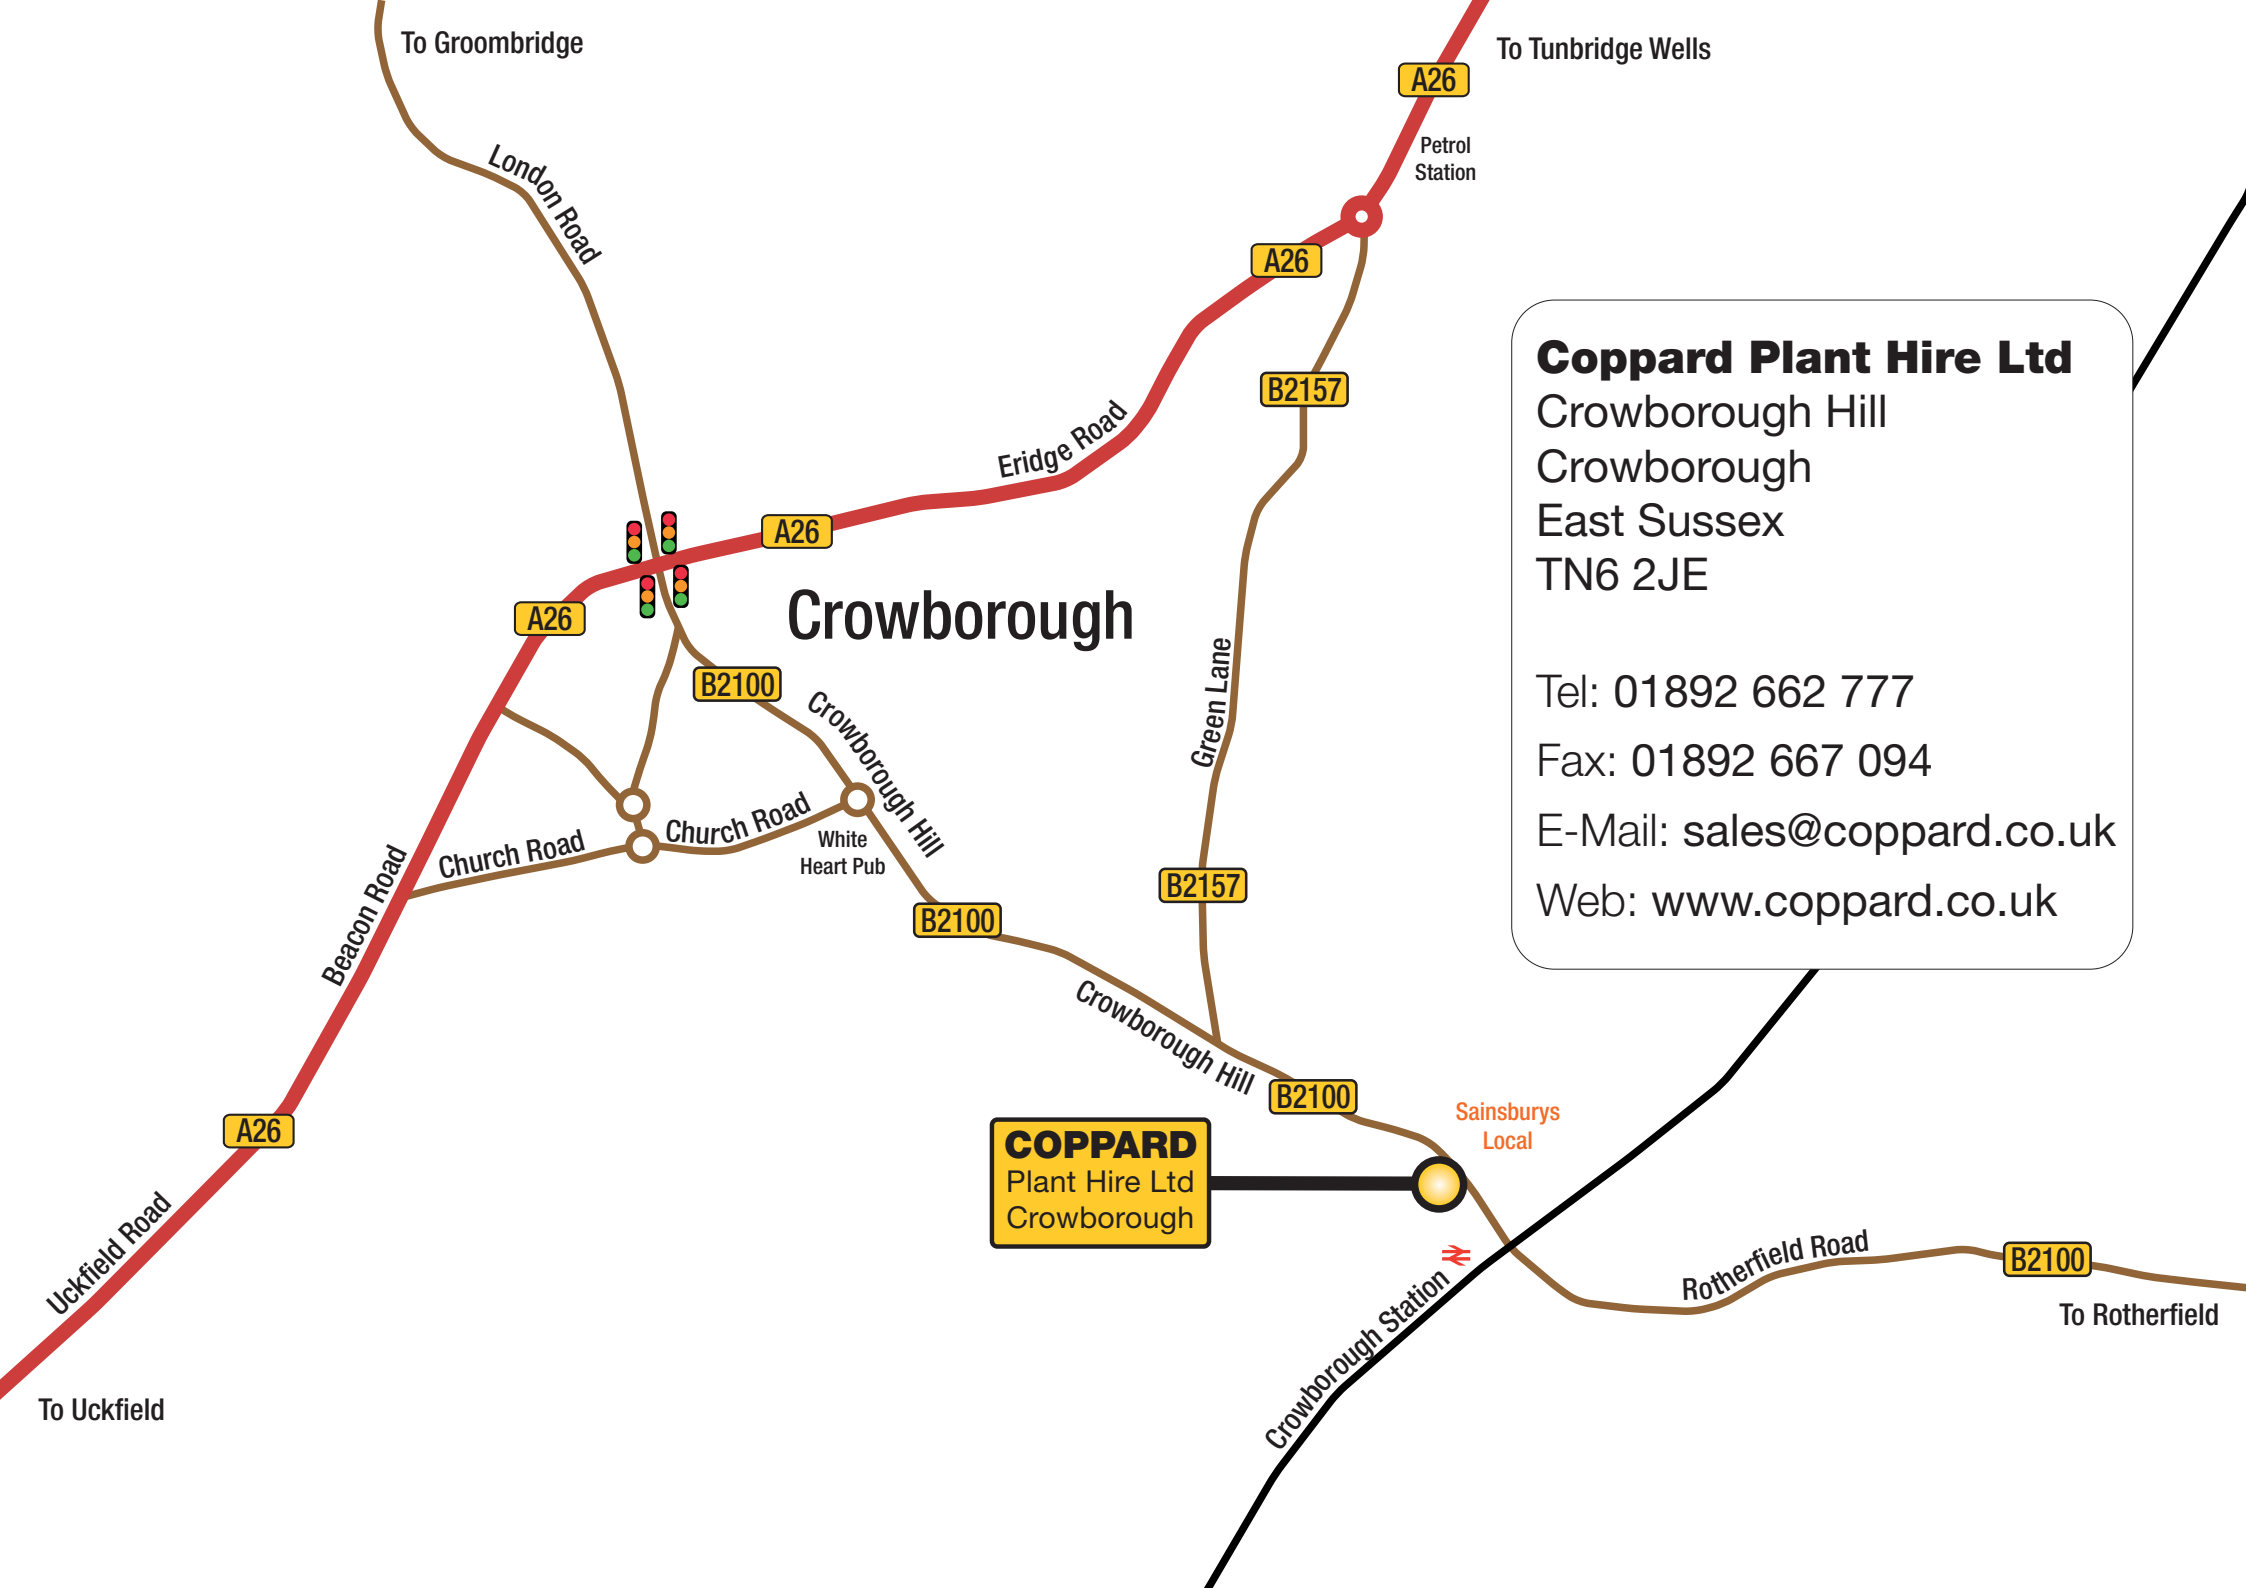 To Groombridge
To Tunbridge Wells
A26
Petrol
Station
London Road
A26
Coppard Plant Hire Ltd
Crowborough Hill
Crowborough
East Sussex
TN6 2JE
Tel: 01892 662 777
Fax: 01892 667 094
E-Mail: sales@coppard.co.uk
Web: www.coppard.co.uk
B2157
Eridge Road
A26
A26
Crowborough
B2100
Crowborough Hill
Green Lane
Church Road
Church Road
White
Heart Pub
Beacon Road
B2157
B2100
Crowborough Hill
B2100
A26
Sainsburys
Local
COPPARD
Plant Hire Ltd
Crowborough
Uckfield Road
Crowborough Station
Rotherfield Road
B2100
To Rotherfield
To Uckfield